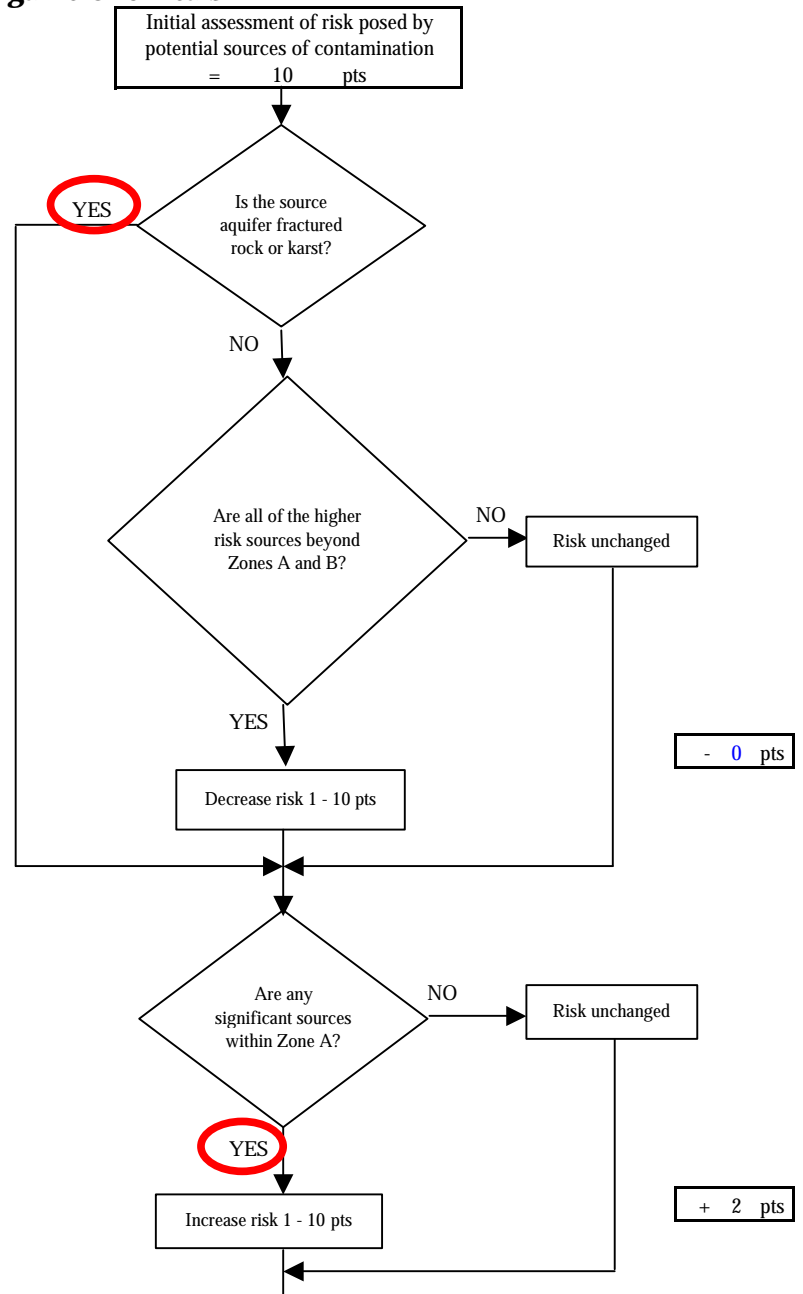 Initial assessment of risk posed by
potential sources of contamination
= 10 pts
YES
Is the source
aquifer fractured
rock or karst?
NO
Are all of the higher
risk sources beyond
Zones A and B?
NO
Risk unchanged
YES
- 0 pts
Decrease risk 1 - 10 pts
Are any
significant sources
within Zone A?
NO
Risk unchanged
YES
+ 2 pts
Increase risk 1 - 10 pts